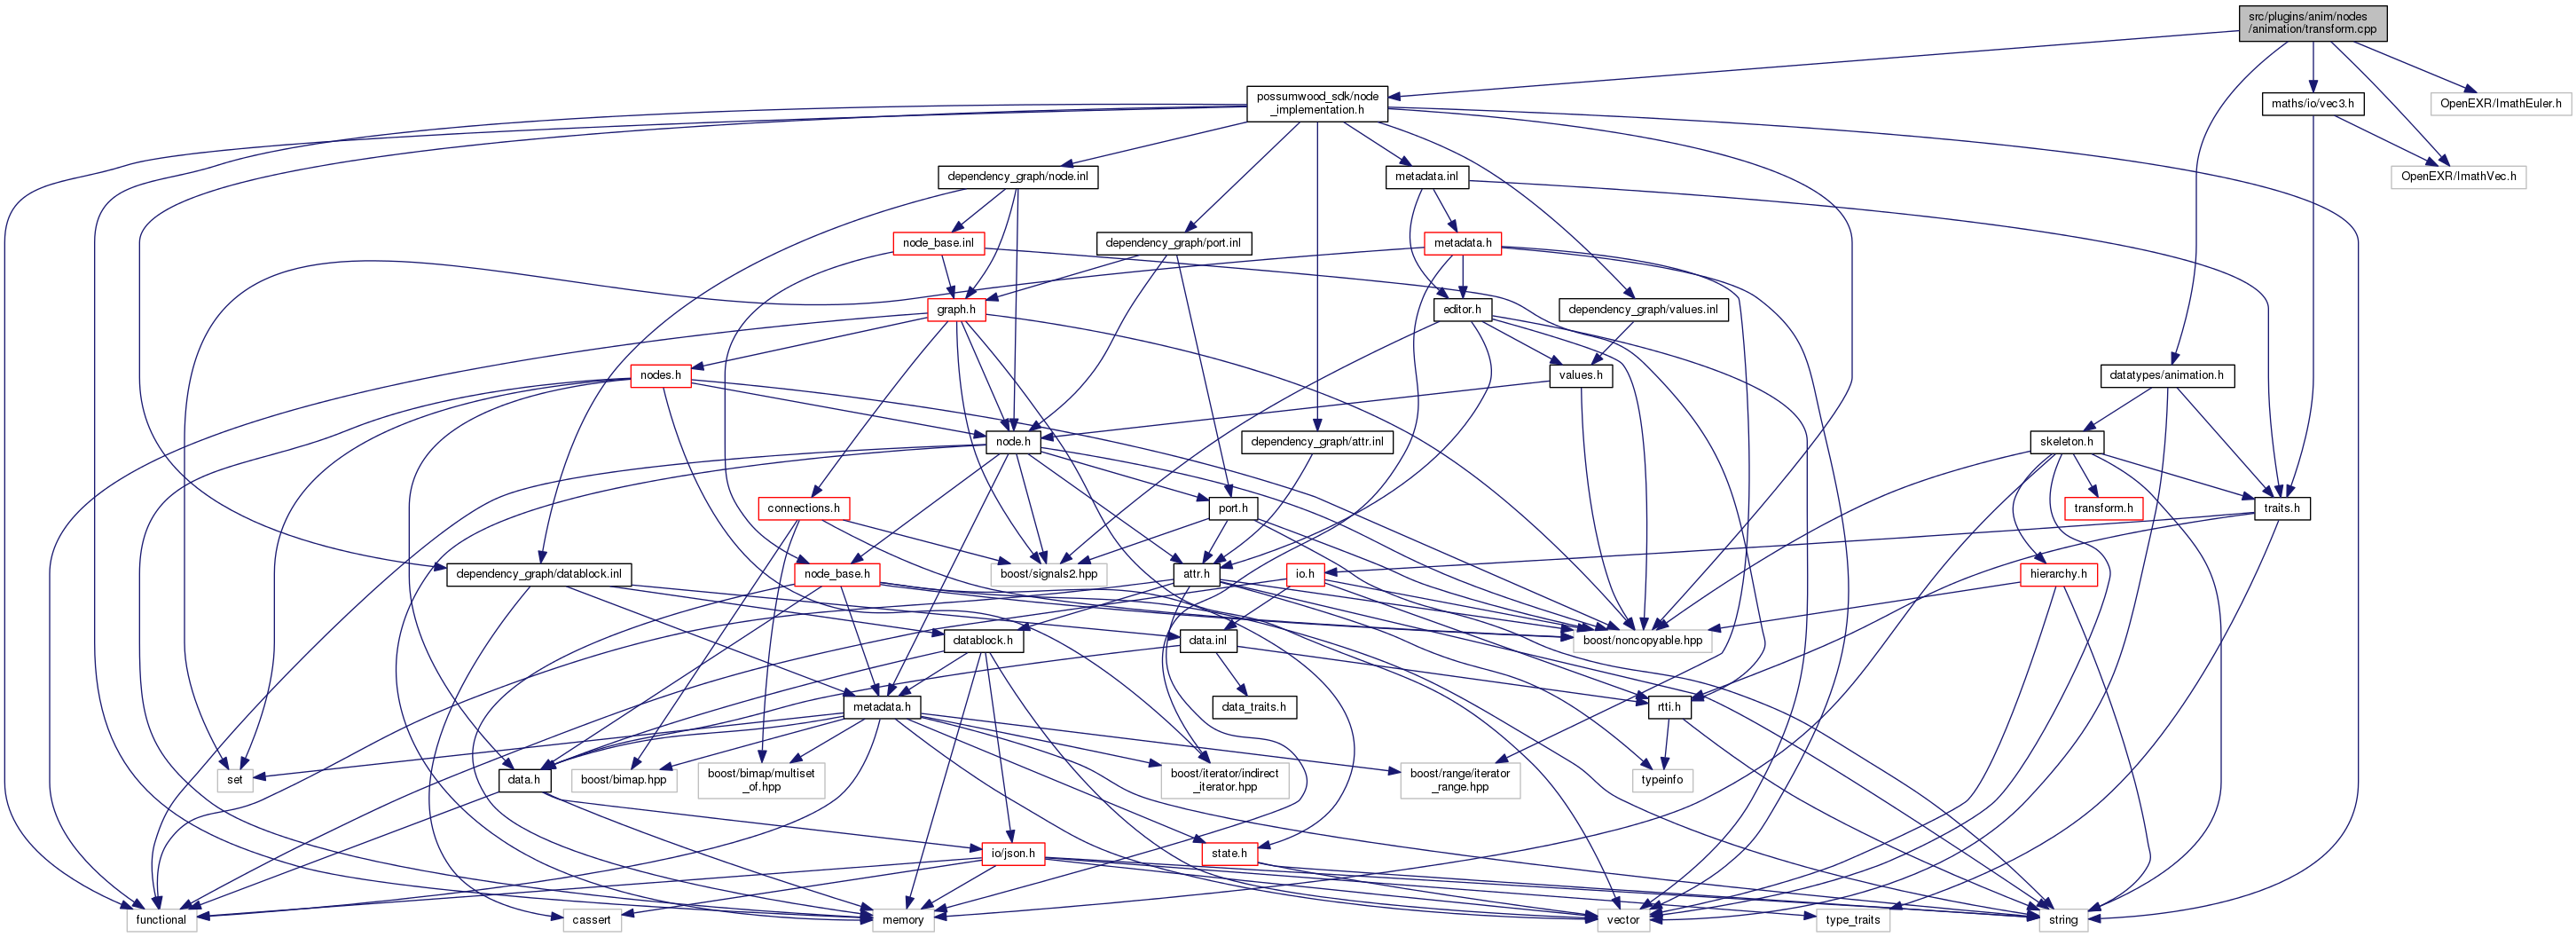 src/plugins/anim/nodes
/animation/transform.cpp
possumwood_sdk/node
_implementation.h
maths/io/vec3.h
OpenEXR/ImathEuler.h
dependency_graph/node.inl
metadata.inl
OpenEXR/ImathVec.h
node_base.inl
dependency_graph/port.inl
metadata.h
graph.h
editor.h
dependency_graph/values.inl
nodes.h
values.h
datatypes/animation.h
node.h
dependency_graph/attr.inl
skeleton.h
connections.h
port.h
transform.h
traits.h
dependency_graph/datablock.inl
node_base.h
boost/signals2.hpp
attr.h
io.h
hierarchy.h
datablock.h
data.inl
boost/noncopyable.hpp
metadata.h
data_traits.h
rtti.h
set
data.h
boost/bimap.hpp
boost/bimap/multiset
_of.hpp
boost/iterator/indirect
_iterator.hpp
boost/range/iterator
_range.hpp
typeinfo
io/json.h
state.h
functional
cassert
memory
vector
type_traits
string